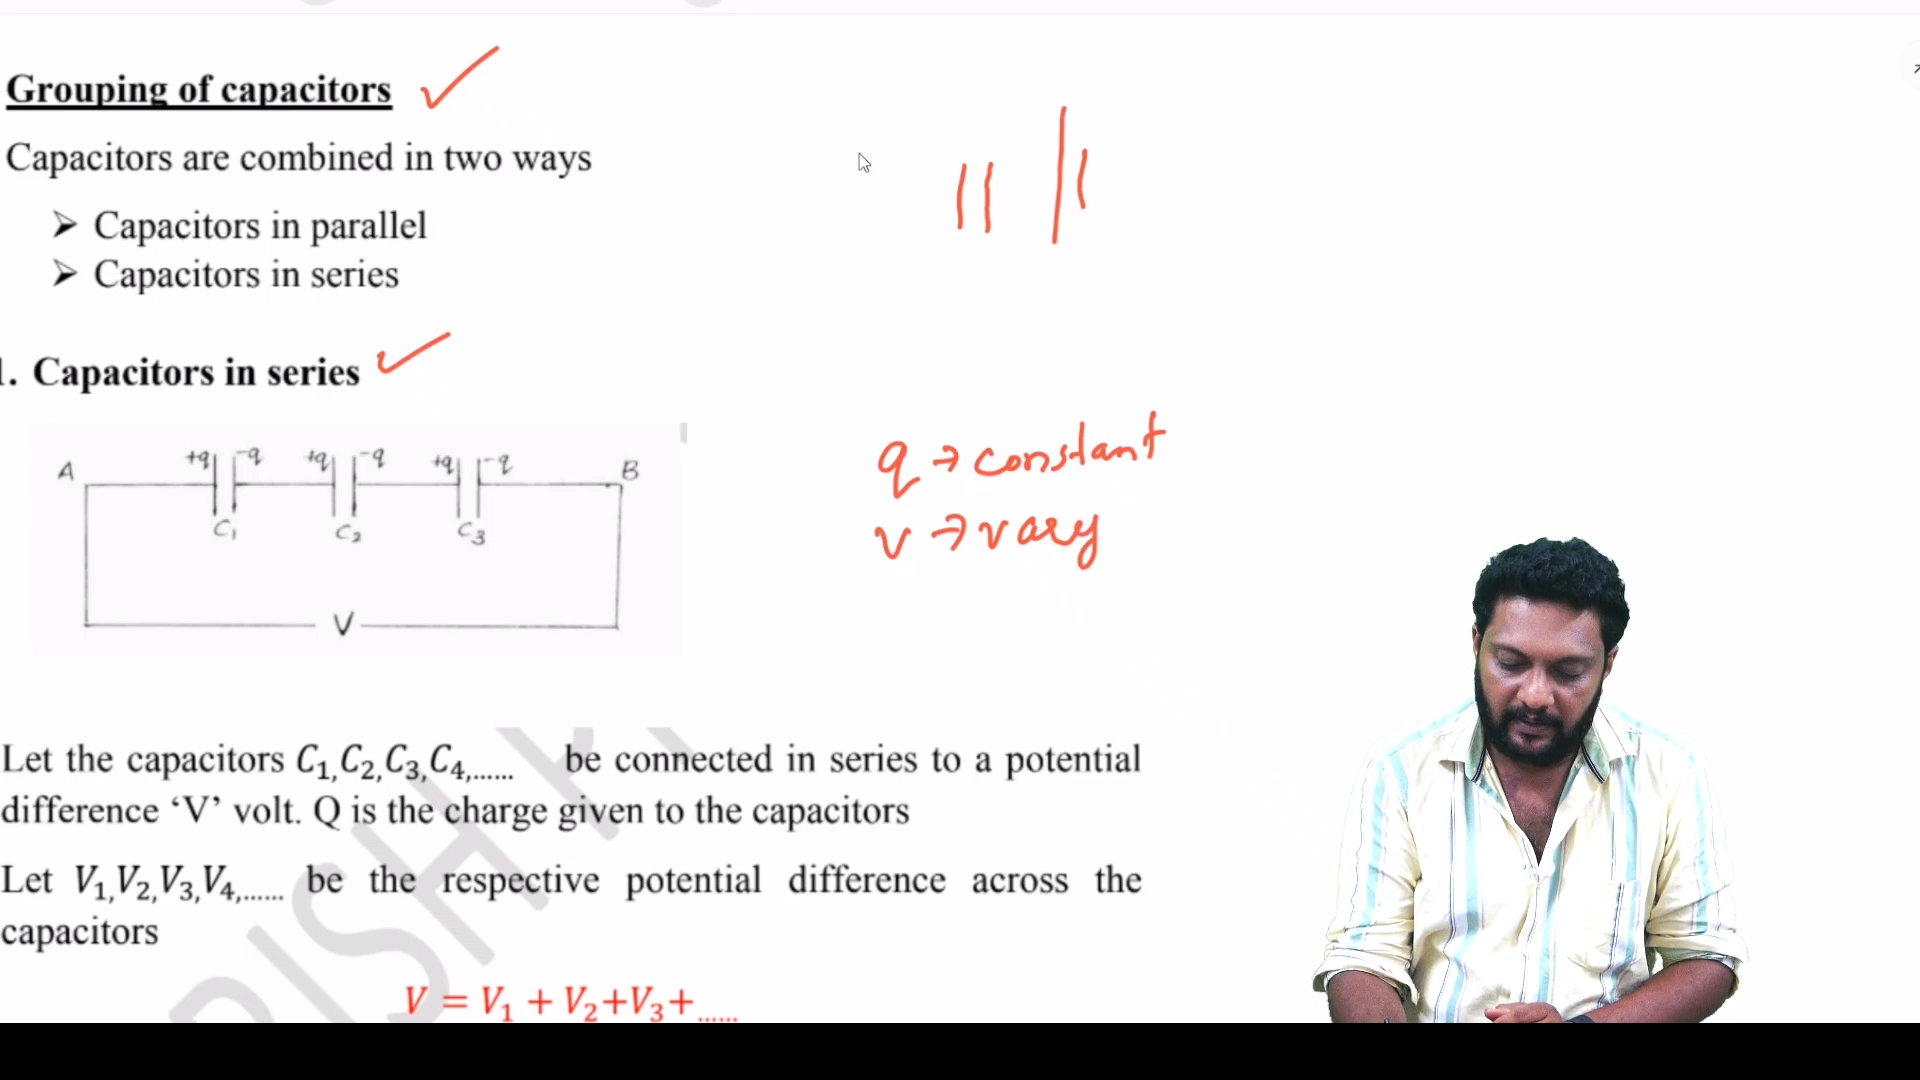 Grouping of capacitors
Capacitors are combined in two ways
➢ Capacitors in parallel
➢ Capacitors in series
. Capacitors in series
A +q -q +q -q +q -q B
C₁ C₂ C₃
V
q → constant
v → vary
Let the capacitors C₁,C₂,C₃,C₄,...... be connected in series to a potential
difference ‘V’ volt. Q is the charge given to the capacitors
Let V₁,V₂,V₃,V₄,...... be the respective potential difference across the
capacitors
V = V₁ + V₂+V₃+......